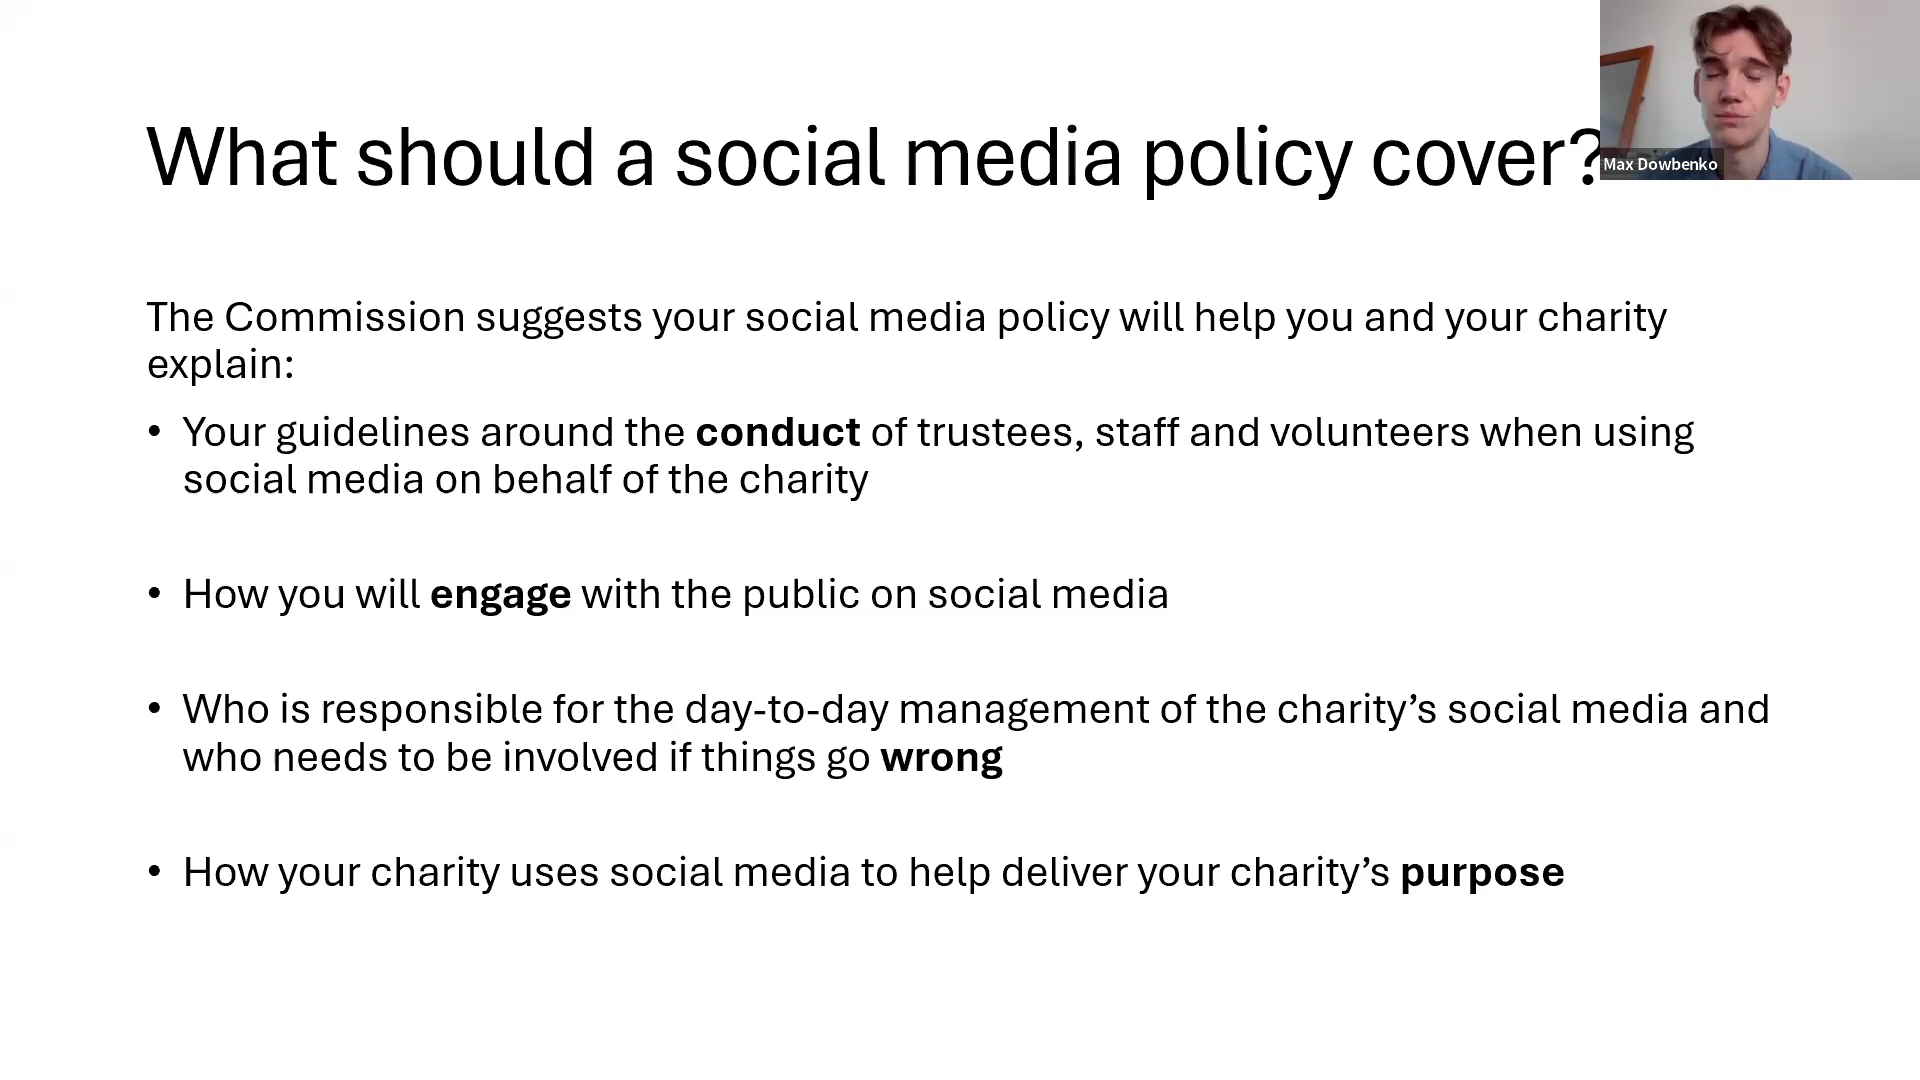 What should a social media policy cover?
Max Dowbenko
The Commission suggests your social media policy will help you and your charity
explain:
• Your guidelines around the conduct of trustees, staff and volunteers when using
social media on behalf of the charity
• How you will engage with the public on social media
• Who is responsible for the day-to-day management of the charity’s social media and
who needs to be involved if things go wrong
• How your charity uses social media to help deliver your charity’s purpose